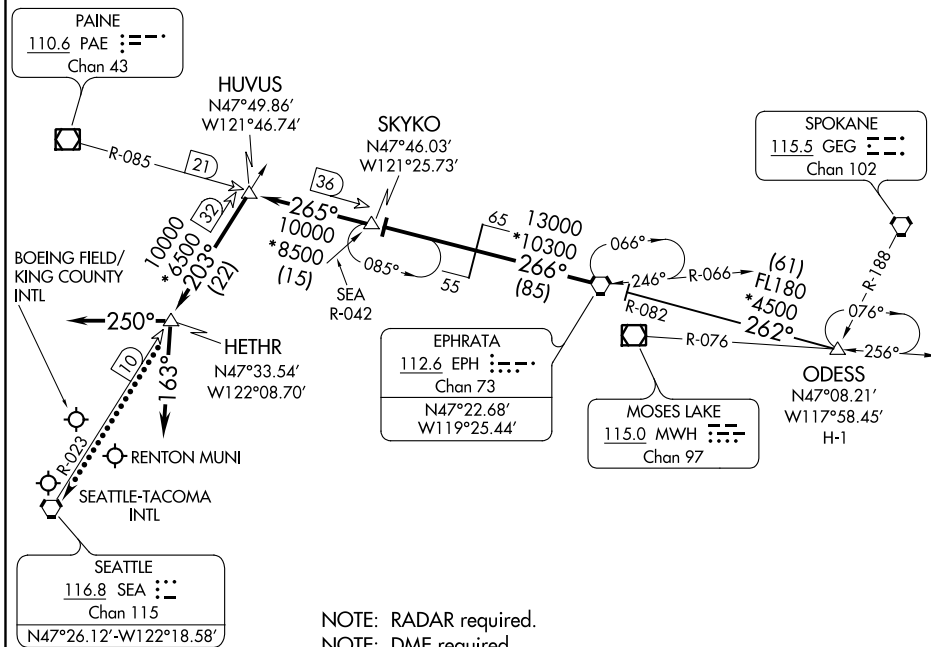 PAINE
110.6 PAE
Chan 43
HUVUS
N47°49.86'
W121°46.74'
SKYKO
N47°46.03'
W121°25.73'
SPOKANE
115.5 GEG
Chan 102
R-085
21
36
32
265°
10000
*8500
(15)
085°
SEA
R-042
65
55
13000
*10300
266°
(85)
066°
246°
R-066
(61)
FL180
*4500
262°
R-082
R-076
R-188
076°
256°
ODESS
N47°08.21'
W117°58.45'
H-1
10000
*6500
203°
(22)
BOEING FIELD/
KING COUNTY
INTL
250°
HETHR
N47°33.54'
W122°08.70'
10
163°
R-023
RENTON MUNI
SEATTLE-TACOMA
INTL
EPHRATA
112.6 EPH
Chan 73
N47°22.68'
W119°25.44'
MOSES LAKE
115.0 MWH
Chan 97
SEATTLE
116.8 SEA
Chan 115
N47°26.12'-W122°18.58'
NOTE: RADAR required.
NOTE: DME required.